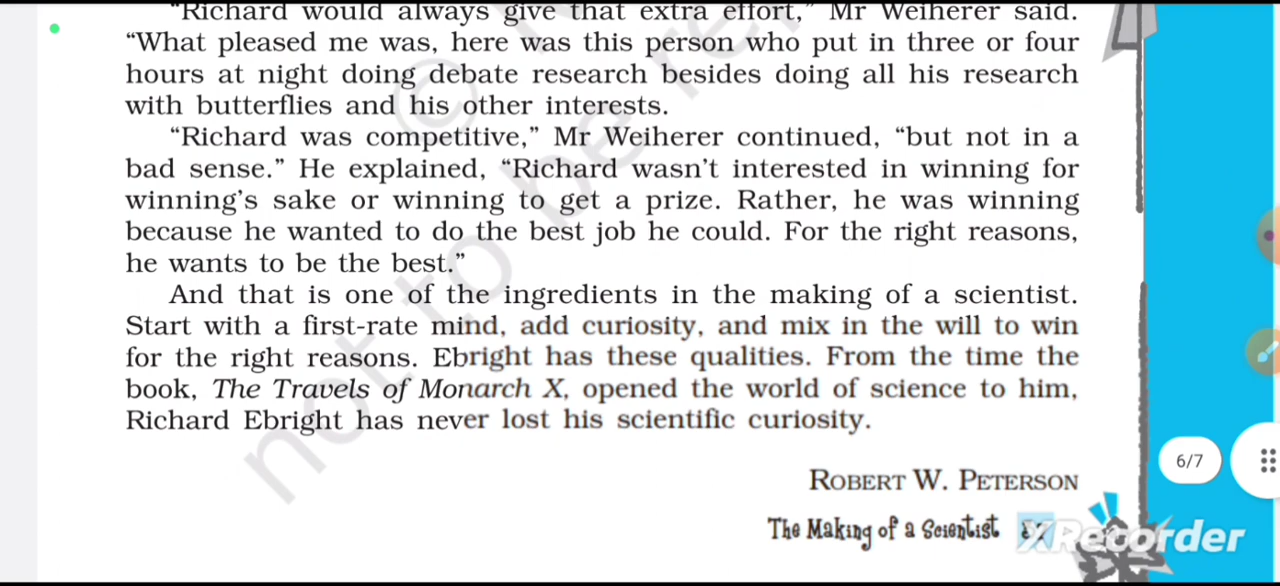 "Richard would always give that extra effort," Mr Weiherer said.
“What pleased me was, here was this person who put in three or four
hours at night doing debate research besides doing all his research
with butterflies and his other interests.
“Richard was competitive,” Mr Weiherer continued, “but not in a
bad sense.” He explained, “Richard wasn’t interested in winning for
winning’s sake or winning to get a prize. Rather, he was winning
because he wanted to do the best job he could. For the right reasons,
he wants to be the best.”
And that is one of the ingredients in the making of a scientist.
Start with a first-rate mind, add curiosity, and mix in the will to win
for the right reasons. Ebright has these qualities. From the time the
book, The Travels of Monarch X, opened the world of science to him,
Richard Ebright has never lost his scientific curiosity.
6/7
ROBERT W. PETERSON
The Making of a Scientist
XRecorder
©
not to be re